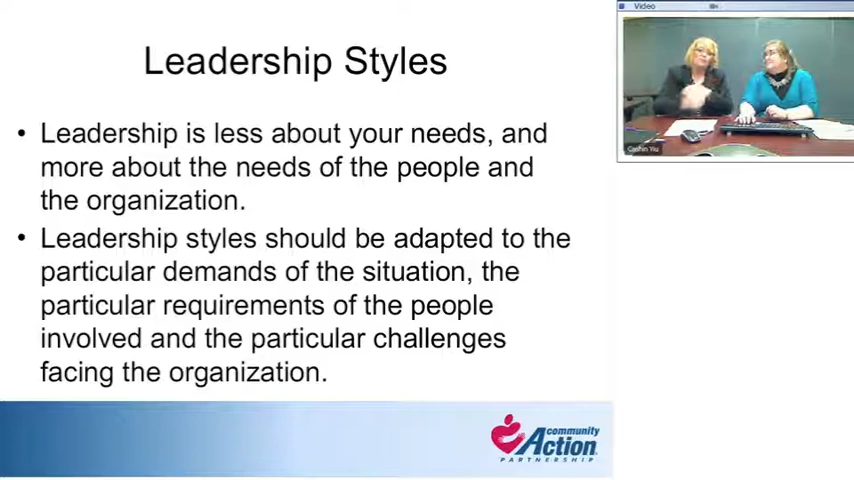 Leadership Styles
• Leadership is less about your needs, and
more about the needs of the people and
the organization.
• Leadership styles should be adapted to the
particular demands of the situation, the
particular requirements of the people
involved and the particular challenges
facing the organization.
community
Action
PARTNERSHIP
Video
Cashin Yiu